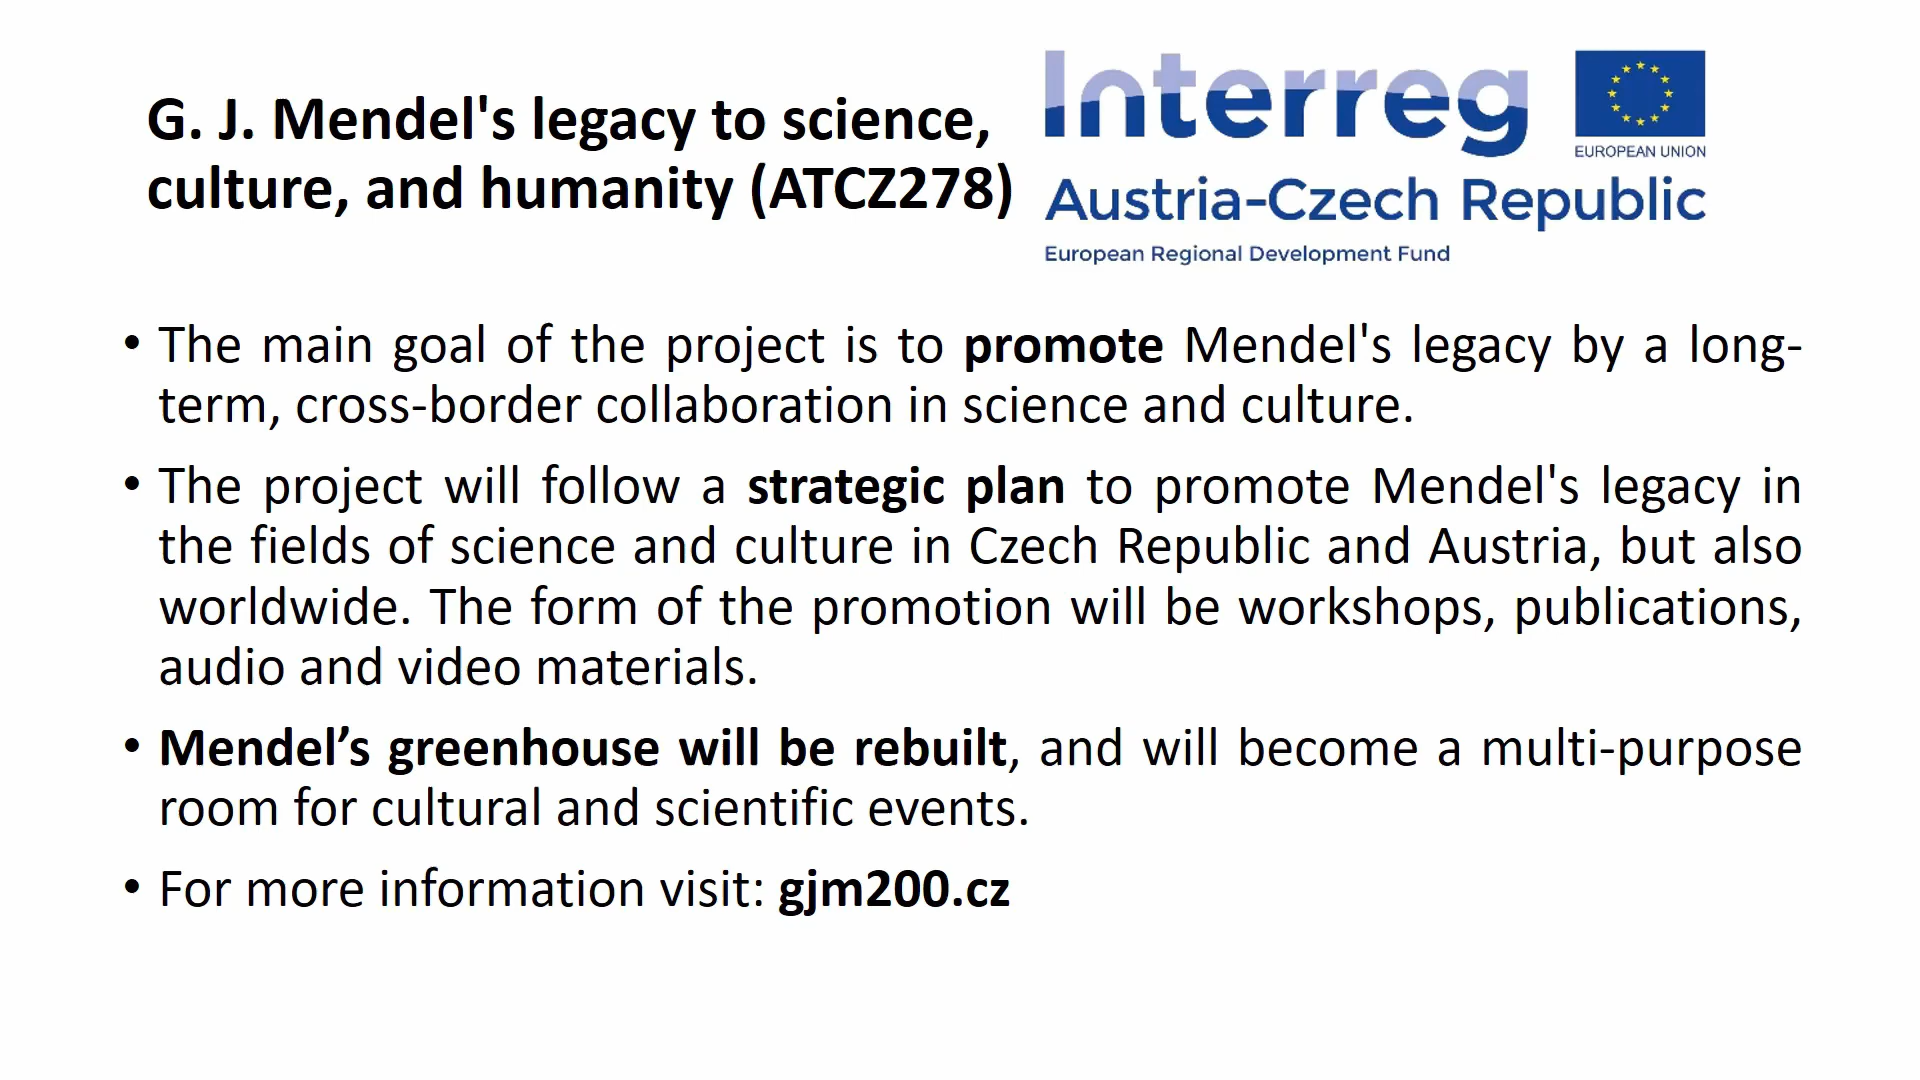 G. J. Mendel's legacy to science,
culture, and humanity (ATCZ278)
Interreg
EUROPEAN UNION
Austria-Czech Republic
European Regional Development Fund
• The main goal of the project is to promote Mendel's legacy by a long-
term, cross-border collaboration in science and culture.
• The project will follow a strategic plan to promote Mendel's legacy in
the fields of science and culture in Czech Republic and Austria, but also
worldwide. The form of the promotion will be workshops, publications,
audio and video materials.
• Mendel’s greenhouse will be rebuilt, and will become a multi-purpose
room for cultural and scientific events.
• For more information visit: gjm200.cz